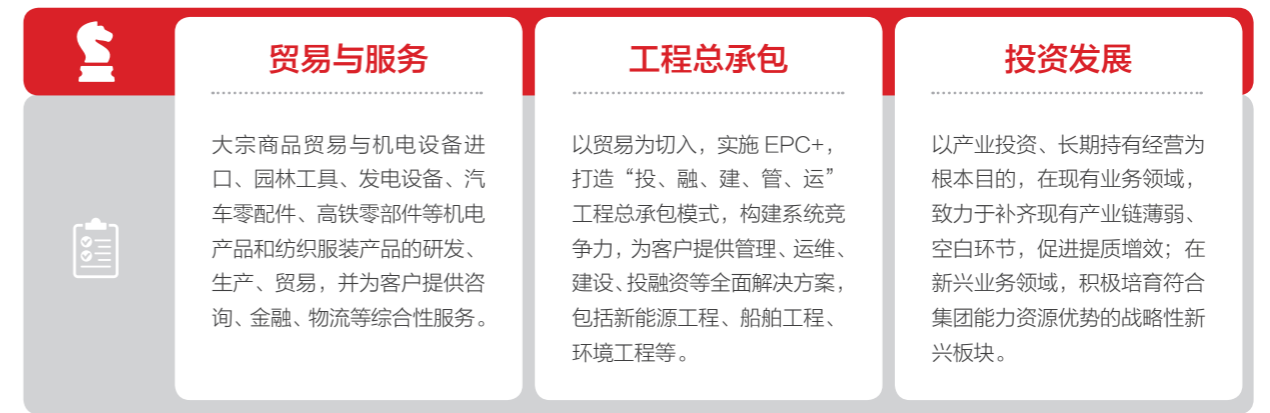 贸易与服务
大宗商品贸易与机电设备进
口、园林工具、发电设备、汽
车零配件、高铁零部件等机电
产品和纺织服装产品的研发、
生产、贸易，并为客户提供咨
询、金融、物流等综合性服务。
工程总承包
以贸易为切入，实施 EPC+，
打造“投、融、建、管、运”
工程总承包模式，构建系统竞
争力，为客户提供管理、运维、
建设、投融资等全面解决方案，
包括新能源工程、船舶工程、
环境工程等。
投资发展
以产业投资、长期持有经营为
根本目的，在现有业务领域，
致力于补齐现有产业链薄弱、
空白环节，促进提质增效；在
新兴业务领域，积极培育符合
集团能力资源优势的战略性新
兴板块。